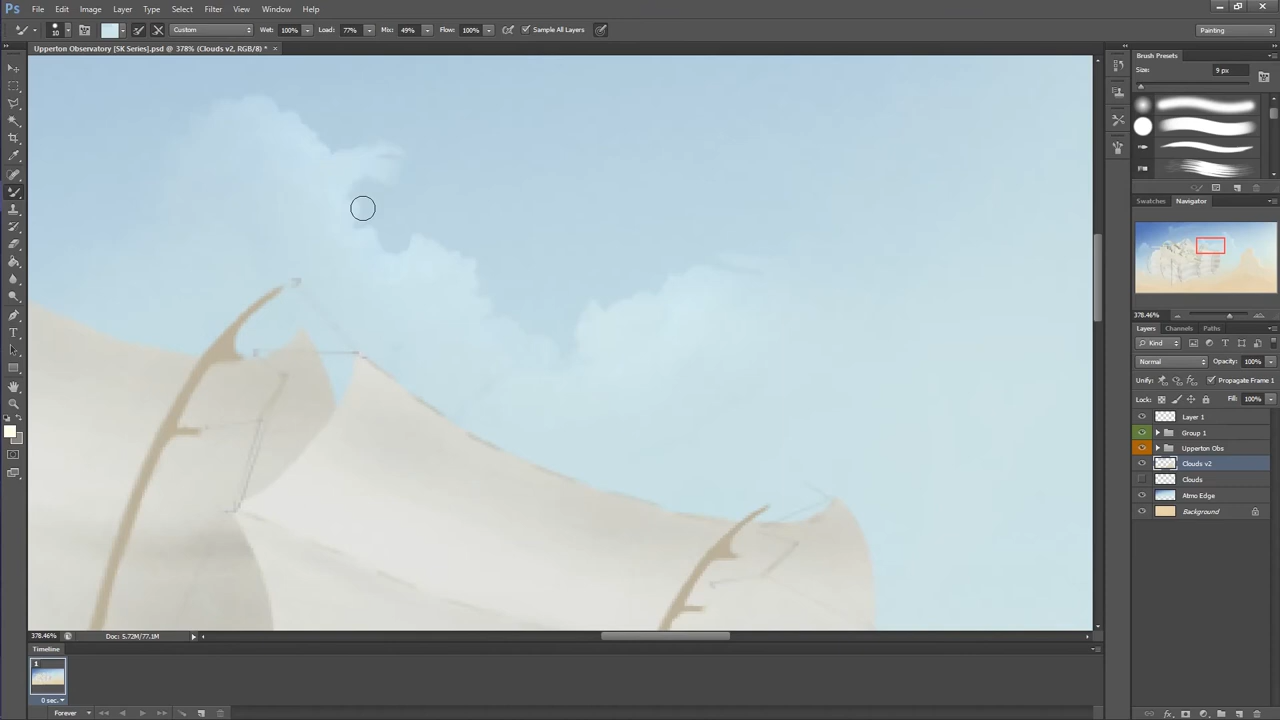 Ps File Edit Image Layer Type Select Filter View Window Help
10 Custom Wet: 100% Load: 77% Mix: 49% Flow: 100% Sample All Layers Painting
Upperton Observatory [SK Series].psd @ 378% (Clouds v2, RGB/8) * ×
Brush Presets
Size: 9 px
Swatches Navigator
378.46%
Layers Channels Paths
Kind
Normal Opacity: 100%
Unify: Propagate Frame 1
Lock: Fill: 100%
Layer 1
Group 1
Upperton Obs
Clouds v2
Clouds
Atmo Edge
Background
378.46% Doc: 5.72M/77.1M
Timeline
1
0 sec.
Forever